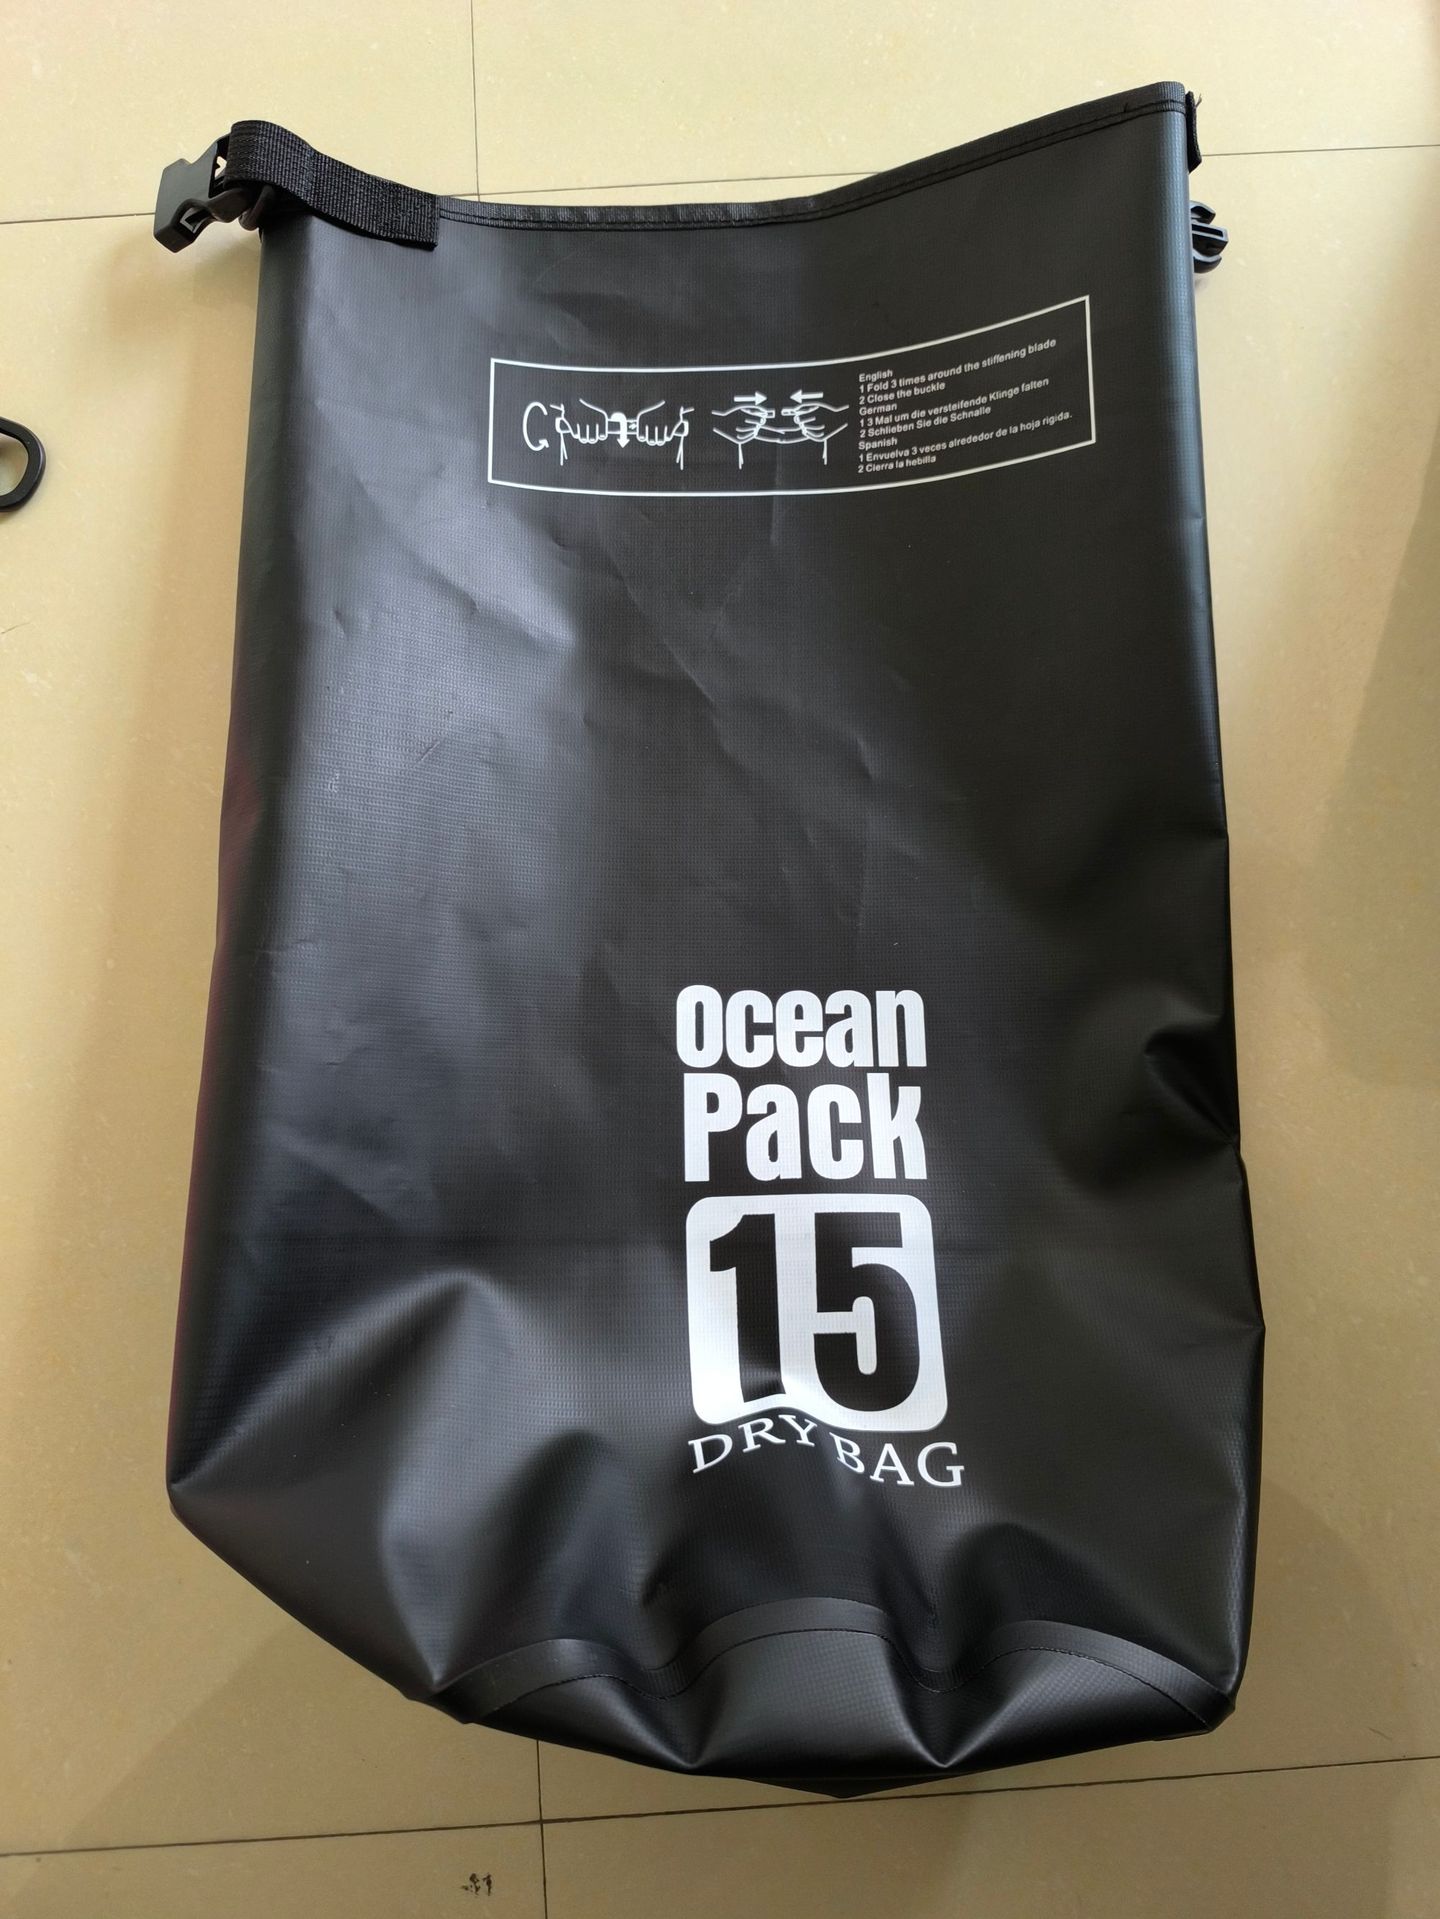 English
1 Fold 3 times around the stiffening blade
2 Close the buckle
German
1 3 Mal um die versteifende Klinge falten
2 Schlieben Sie die Schnalle
Spanish
1 Envuelva 3 veces alrededor de la hoja rigida.
2 Cierra la hebilla
Ocean
Pack
15
DRY BAG